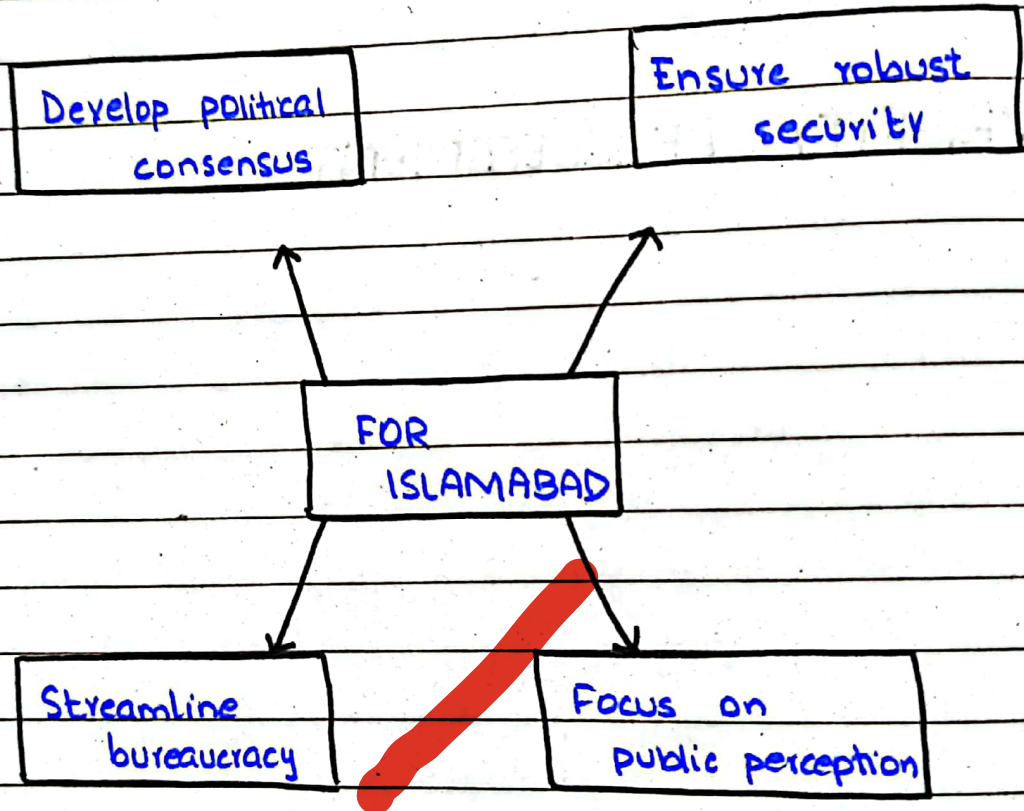 Develop political
consensus
Ensure robust
security
FOR
ISLAMABAD
Streamline
bureaucracy
Focus on
public perception